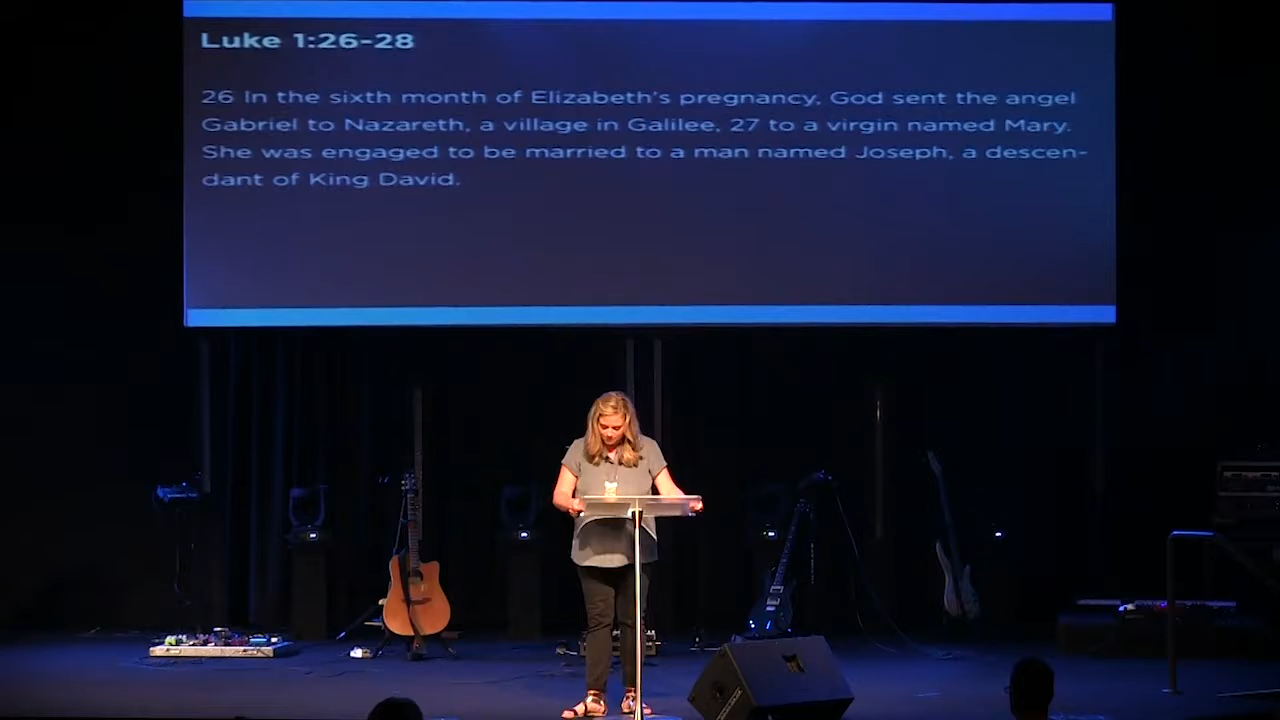 Luke 1:26-28
26 In the sixth month of Elizabeth's pregnancy, God sent the angel
Gabriel to Nazareth, a village in Galilee, 27 to a virgin named Mary.
She was engaged to be married to a man named Joseph, a descen-
dant of King David.